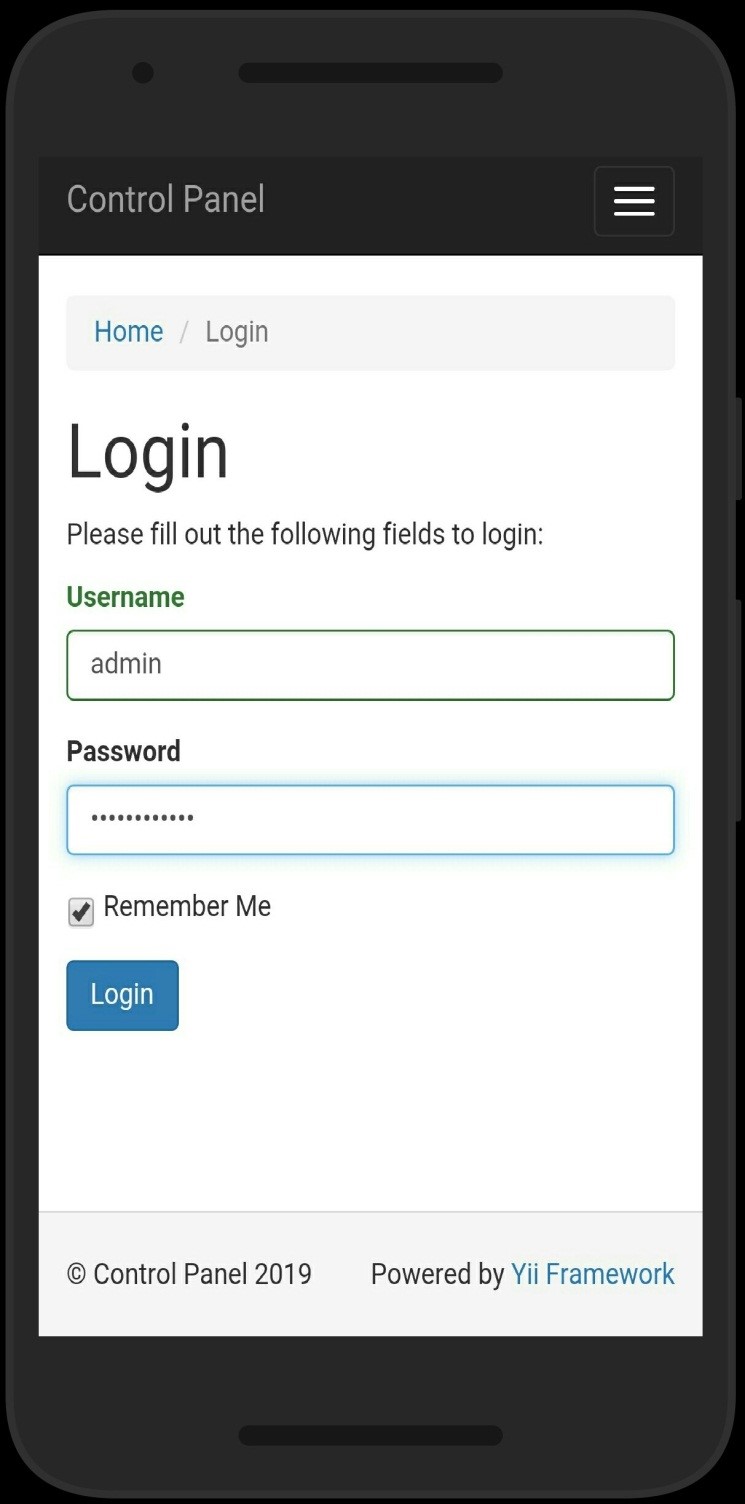 Control Panel
Home / Login
Login
Please fill out the following fields to login:
Username
admin
Password
••••••••••••
Remember Me
Login
© Control Panel 2019 Powered by Yii Framework